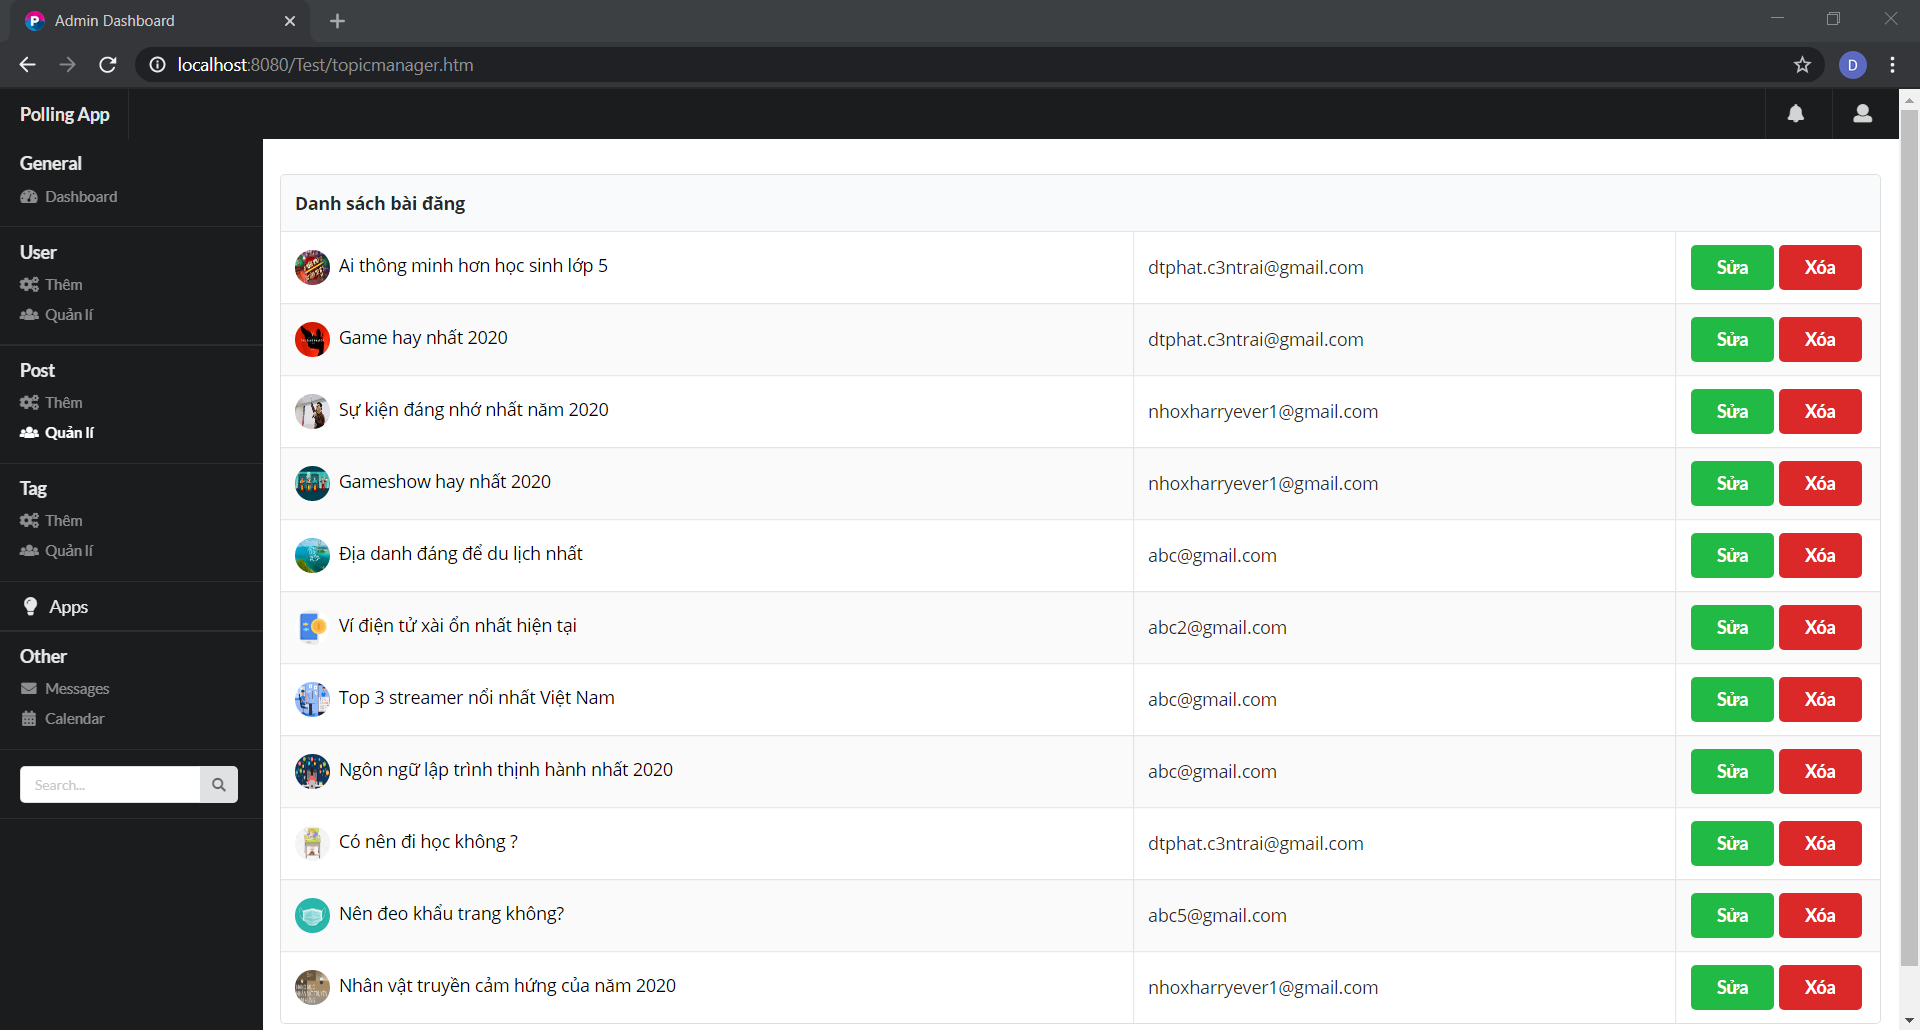 Admin Dashboard
localhost:8080/Test/topicmanager.htm
D
Polling App
General
Dashboard
User
Thêm
Quản lí
Post
Thêm
Quản lí
Tag
Thêm
Quản lí
Apps
Other
Messages
Calendar
Search...
Danh sách bài đăng
Ai thông minh hơn học sinh lớp 5 dtphat.c3ntrai@gmail.com Sửa Xóa
Game hay nhất 2020 dtphat.c3ntrai@gmail.com Sửa Xóa
Sự kiện đáng nhớ nhất năm 2020 nhoxharryever1@gmail.com Sửa Xóa
Gameshow hay nhất 2020 nhoxharryever1@gmail.com Sửa Xóa
Địa danh đáng để du lịch nhất abc@gmail.com Sửa Xóa
Ví điện tử xài ổn nhất hiện tại abc2@gmail.com Sửa Xóa
Top 3 streamer nổi nhất Việt Nam abc@gmail.com Sửa Xóa
Ngôn ngữ lập trình thịnh hành nhất 2020 abc@gmail.com Sửa Xóa
Có nên đi học không ? dtphat.c3ntrai@gmail.com Sửa Xóa
Nên đeo khẩu trang không? abc5@gmail.com Sửa Xóa
Nhân vật truyền cảm hứng của năm 2020 nhoxharryever1@gmail.com Sửa Xóa